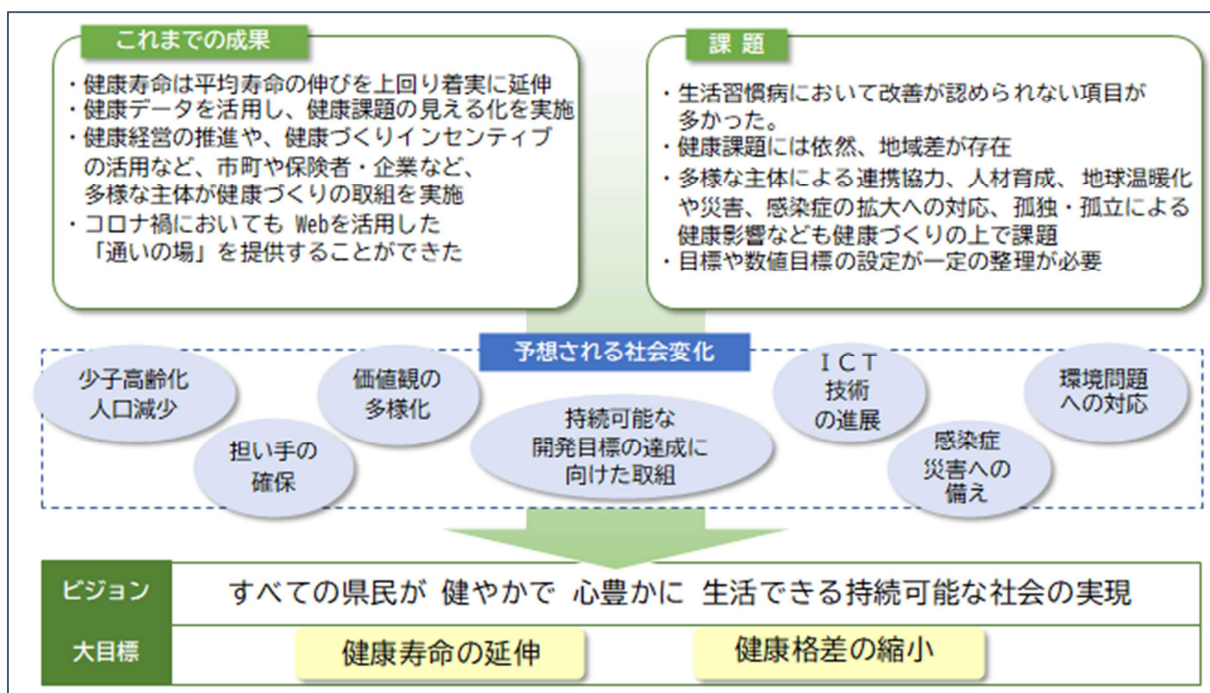 これまでの成果
・健康寿命は平均寿命の伸びを上回り着実に延伸
・健康データを活用し、健康課題の見える化を実施
・健康経営の推進や、健康づくりインセンティブ
の活用など、市町や保険者・企業など、
多様な主体が健康づくりの取組を実施
・コロナ禍においても Webを活用した
「通いの場」を提供することができた
課 題
・生活習慣病において改善が認められない項目が
多かった。
・健康課題には依然、地域差が存在
・多様な主体による連携協力、人材育成、 地球温暖化
や災害、感染症の拡大への対応、孤独・孤立による
健康影響なども健康づくりの上で課題
・目標や数値目標の設定が一定の整理が必要
予想される社会変化
少子高齢化
人口減少
担い手の
確保
価値観の
多様化
持続可能な
開発目標の達成に
向けた取組
ＩＣＴ
技術
の進展
感染症
災害への
備え
環境問題
への対応
ビジョン
すべての県民が 健やかで 心豊かに 生活できる持続可能な社会の実現
大目標
健康寿命の延伸
健康格差の縮小